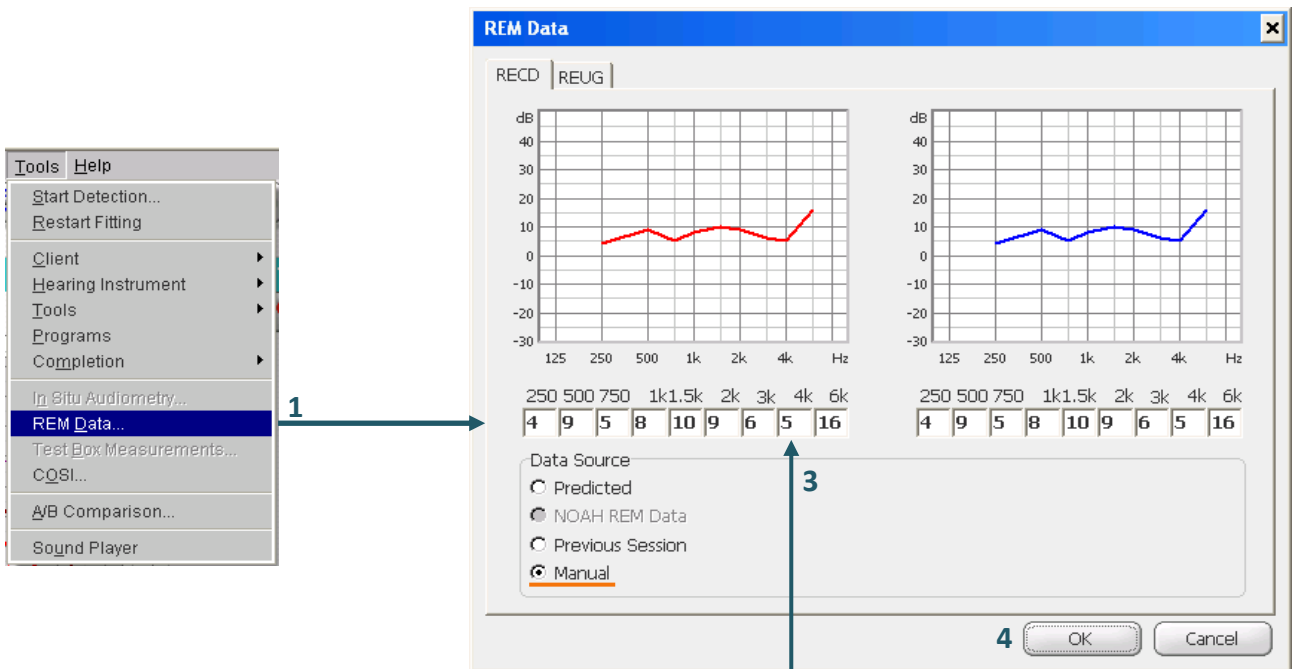 Tools Help
Start Detection...
Restart Fitting
Client
Hearing Instrument
Tools
Programs
Completion
In Situ Audiometry...
REM Data...
Test Box Measurements...
COSI...
A/B Comparison...
Sound Player
1
REM Data
RECD REUG
dB
40
30
20
10
0
-10
-20
-30
125 250 500 1k 2k 4k Hz
250 500 750 1k 1.5k 2k 3k 4k 6k
4 9 5 8 10 9 6 5 16
dB
40
30
20
10
0
-10
-20
-30
125 250 500 1k 2k 4k Hz
250 500 750 1k 1.5k 2k 3k 4k 6k
4 9 5 8 10 9 6 5 16
Data Source
Predicted
NOAH REM Data
Previous Session
Manual
3
4 OK Cancel